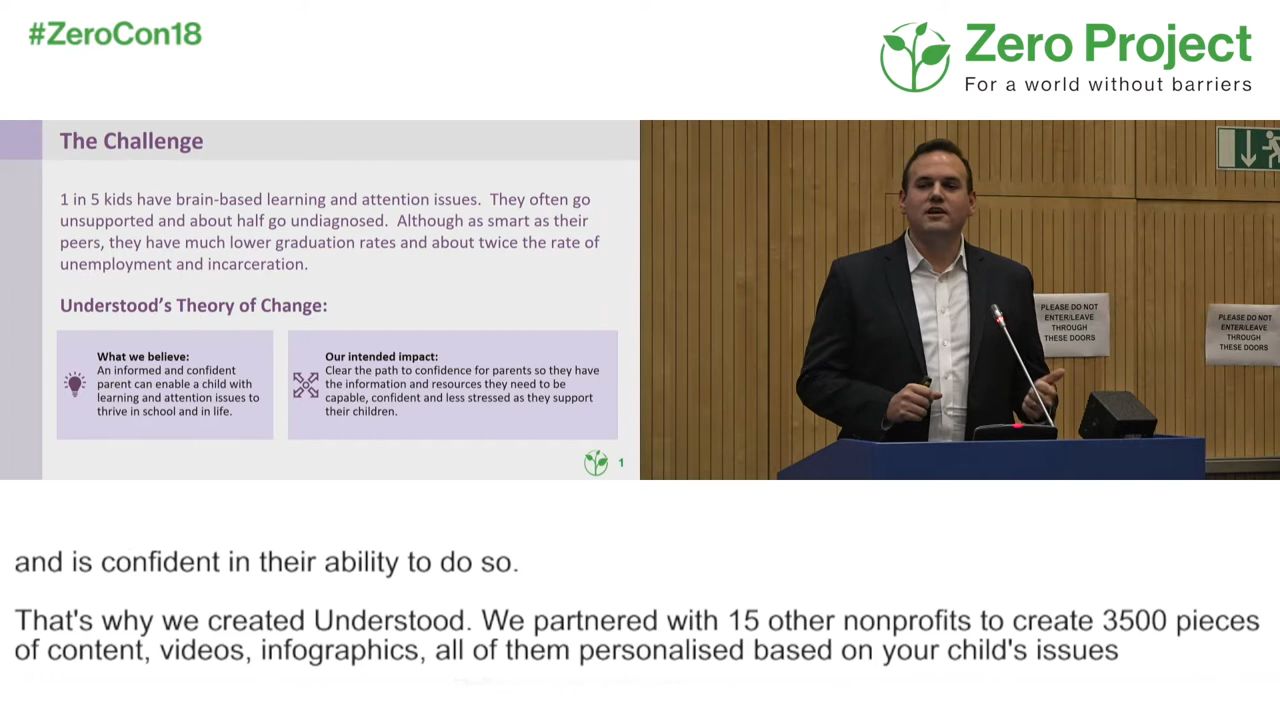 #ZeroCon18
Zero Project
For a world without barriers
The Challenge
1 in 5 kids have brain-based learning and attention issues. They often go
unsupported and about half go undiagnosed. Although as smart as their
peers, they have much lower graduation rates and about twice the rate of
unemployment and incarceration.
Understood's Theory of Change:
What we believe:
An informed and confident
parent can enable a child with
learning and attention issues to
thrive in school and in life.
Our intended impact:
Clear the path to confidence for parents so they have
the information and resources they need to be
capable, confident and less stressed as they support
their children.
1
PLEASE DO NOT
ENTER/LEAVE
THROUGH
THESE DOORS
PLEASE DO NOT
ENTER/LEAVE
THROUGH
THESE DOORS
and is confident in their ability to do so.
That's why we created Understood. We partnered with 15 other nonprofits to create 3500 pieces
of content, videos, infographics, all of them personalised based on your child's issues